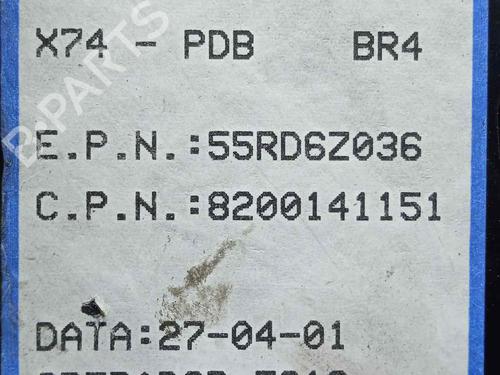 X74 - PDB BR4
E.P.N.:55RD6Z036
C.P.N.:8200141151
DATA:27-04-01
B-PARTS